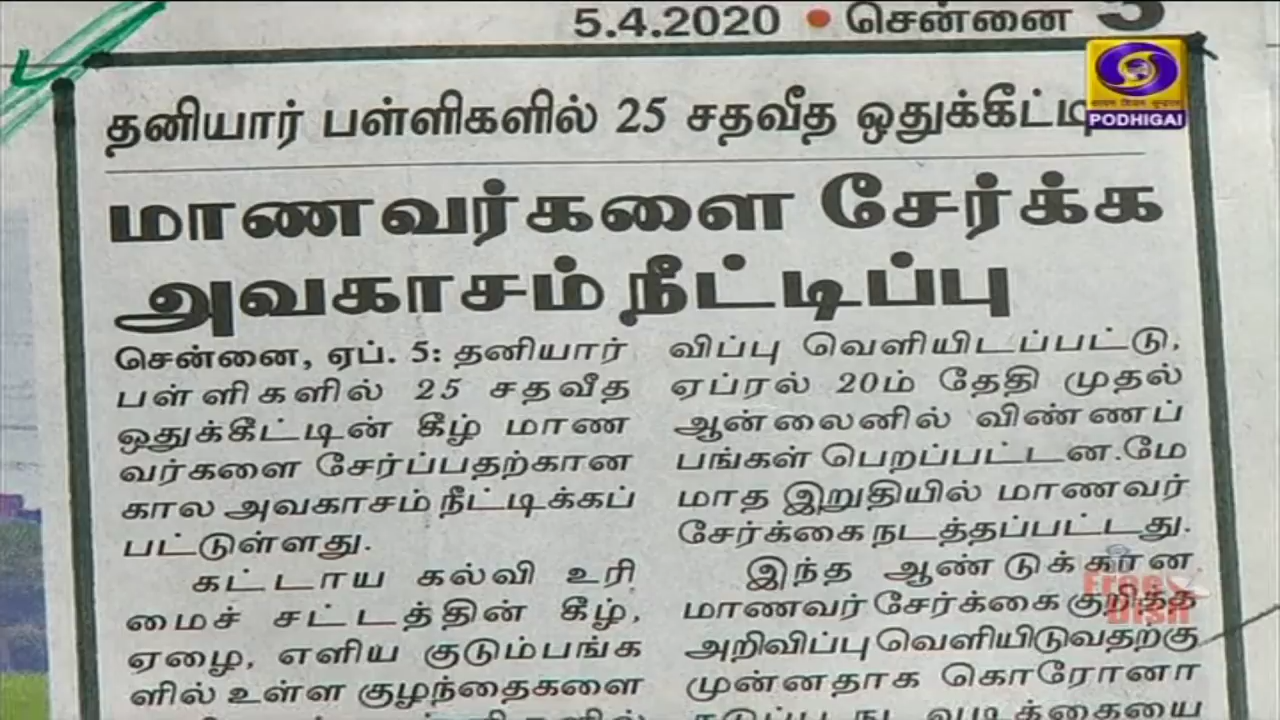 5.4.2020 • சென்னை
PODHIGAI
தனியார் பள்ளிகளில் 25 சதவீத ஒதுக்கீட்டி
மாணவர்களை சேர்க்க
அவகாசம் நீட்டிப்பு
சென்னை, ஏப். 5: தனியார்
பள்ளிகளில் 25 சதவீத
ஒதுக்கீட்டின் கீழ் மாண
வர்களை சேர்ப்பதற்கான
கால அவகாசம் நீட்டிக்கப்
பட்டுள்ளது.
கட்டாய கல்வி உரி
மைச் சட்டத்தின் கீழ்,
ஏழை, எளிய குடும்பங்க
ளில் உள்ள குழந்தைகளை
விப்பு வெளியிடப்பட்டு,
ஏப்ரல் 20ம் தேதி முதல்
ஆன்லைனில் விண்ணப்
பங்கள் பெறப்பட்டன.மே
மாத இறுதியில் மாணவர்
சேர்க்கை நடத்தப்பட்டது.
இந்த ஆண்டுக்கான
மாணவர் சேர்க்கை குறித்த
அறிவிப்பு வெளியிடுவதற்கு
முன்னதாக கொரோனா
Free Dish